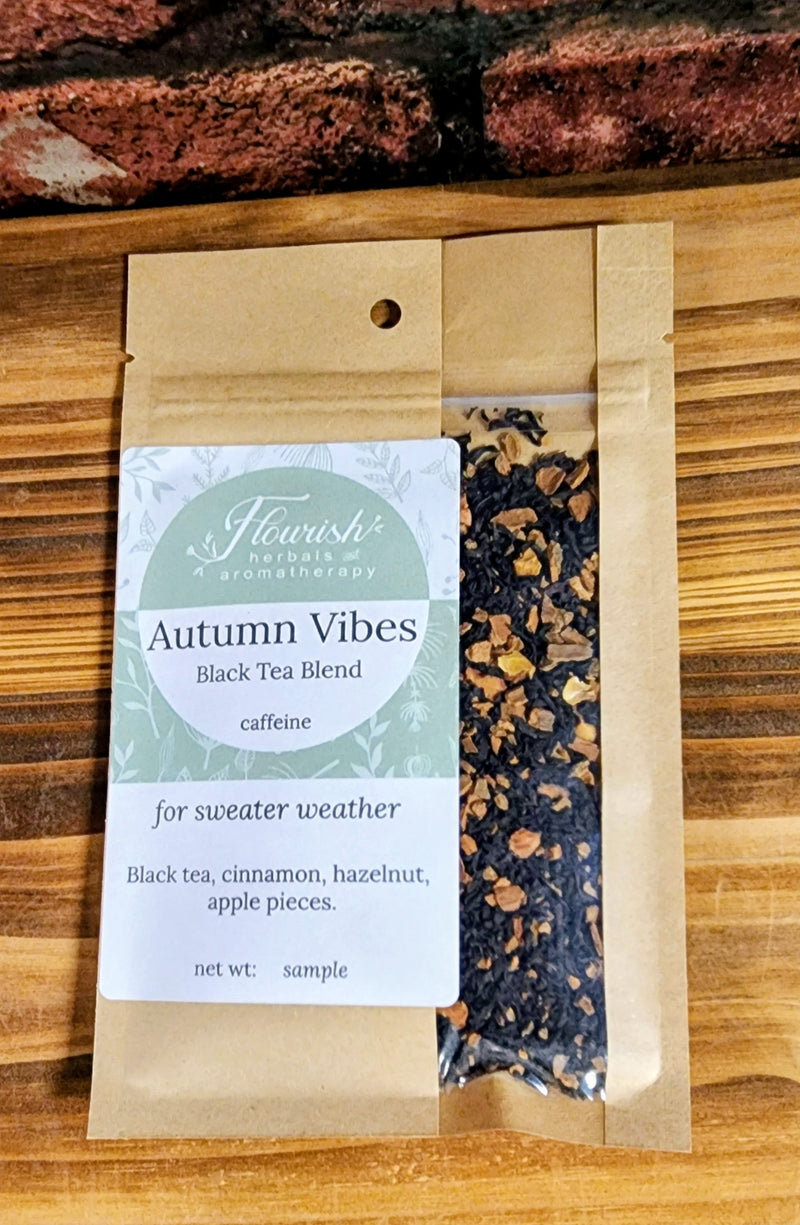 Flourish
herbals and
aromatherapy
Autumn Vibes
Black Tea Blend
caffeine
for sweater weather
Black tea, cinnamon, hazelnut,
apple pieces.
net wt: sample